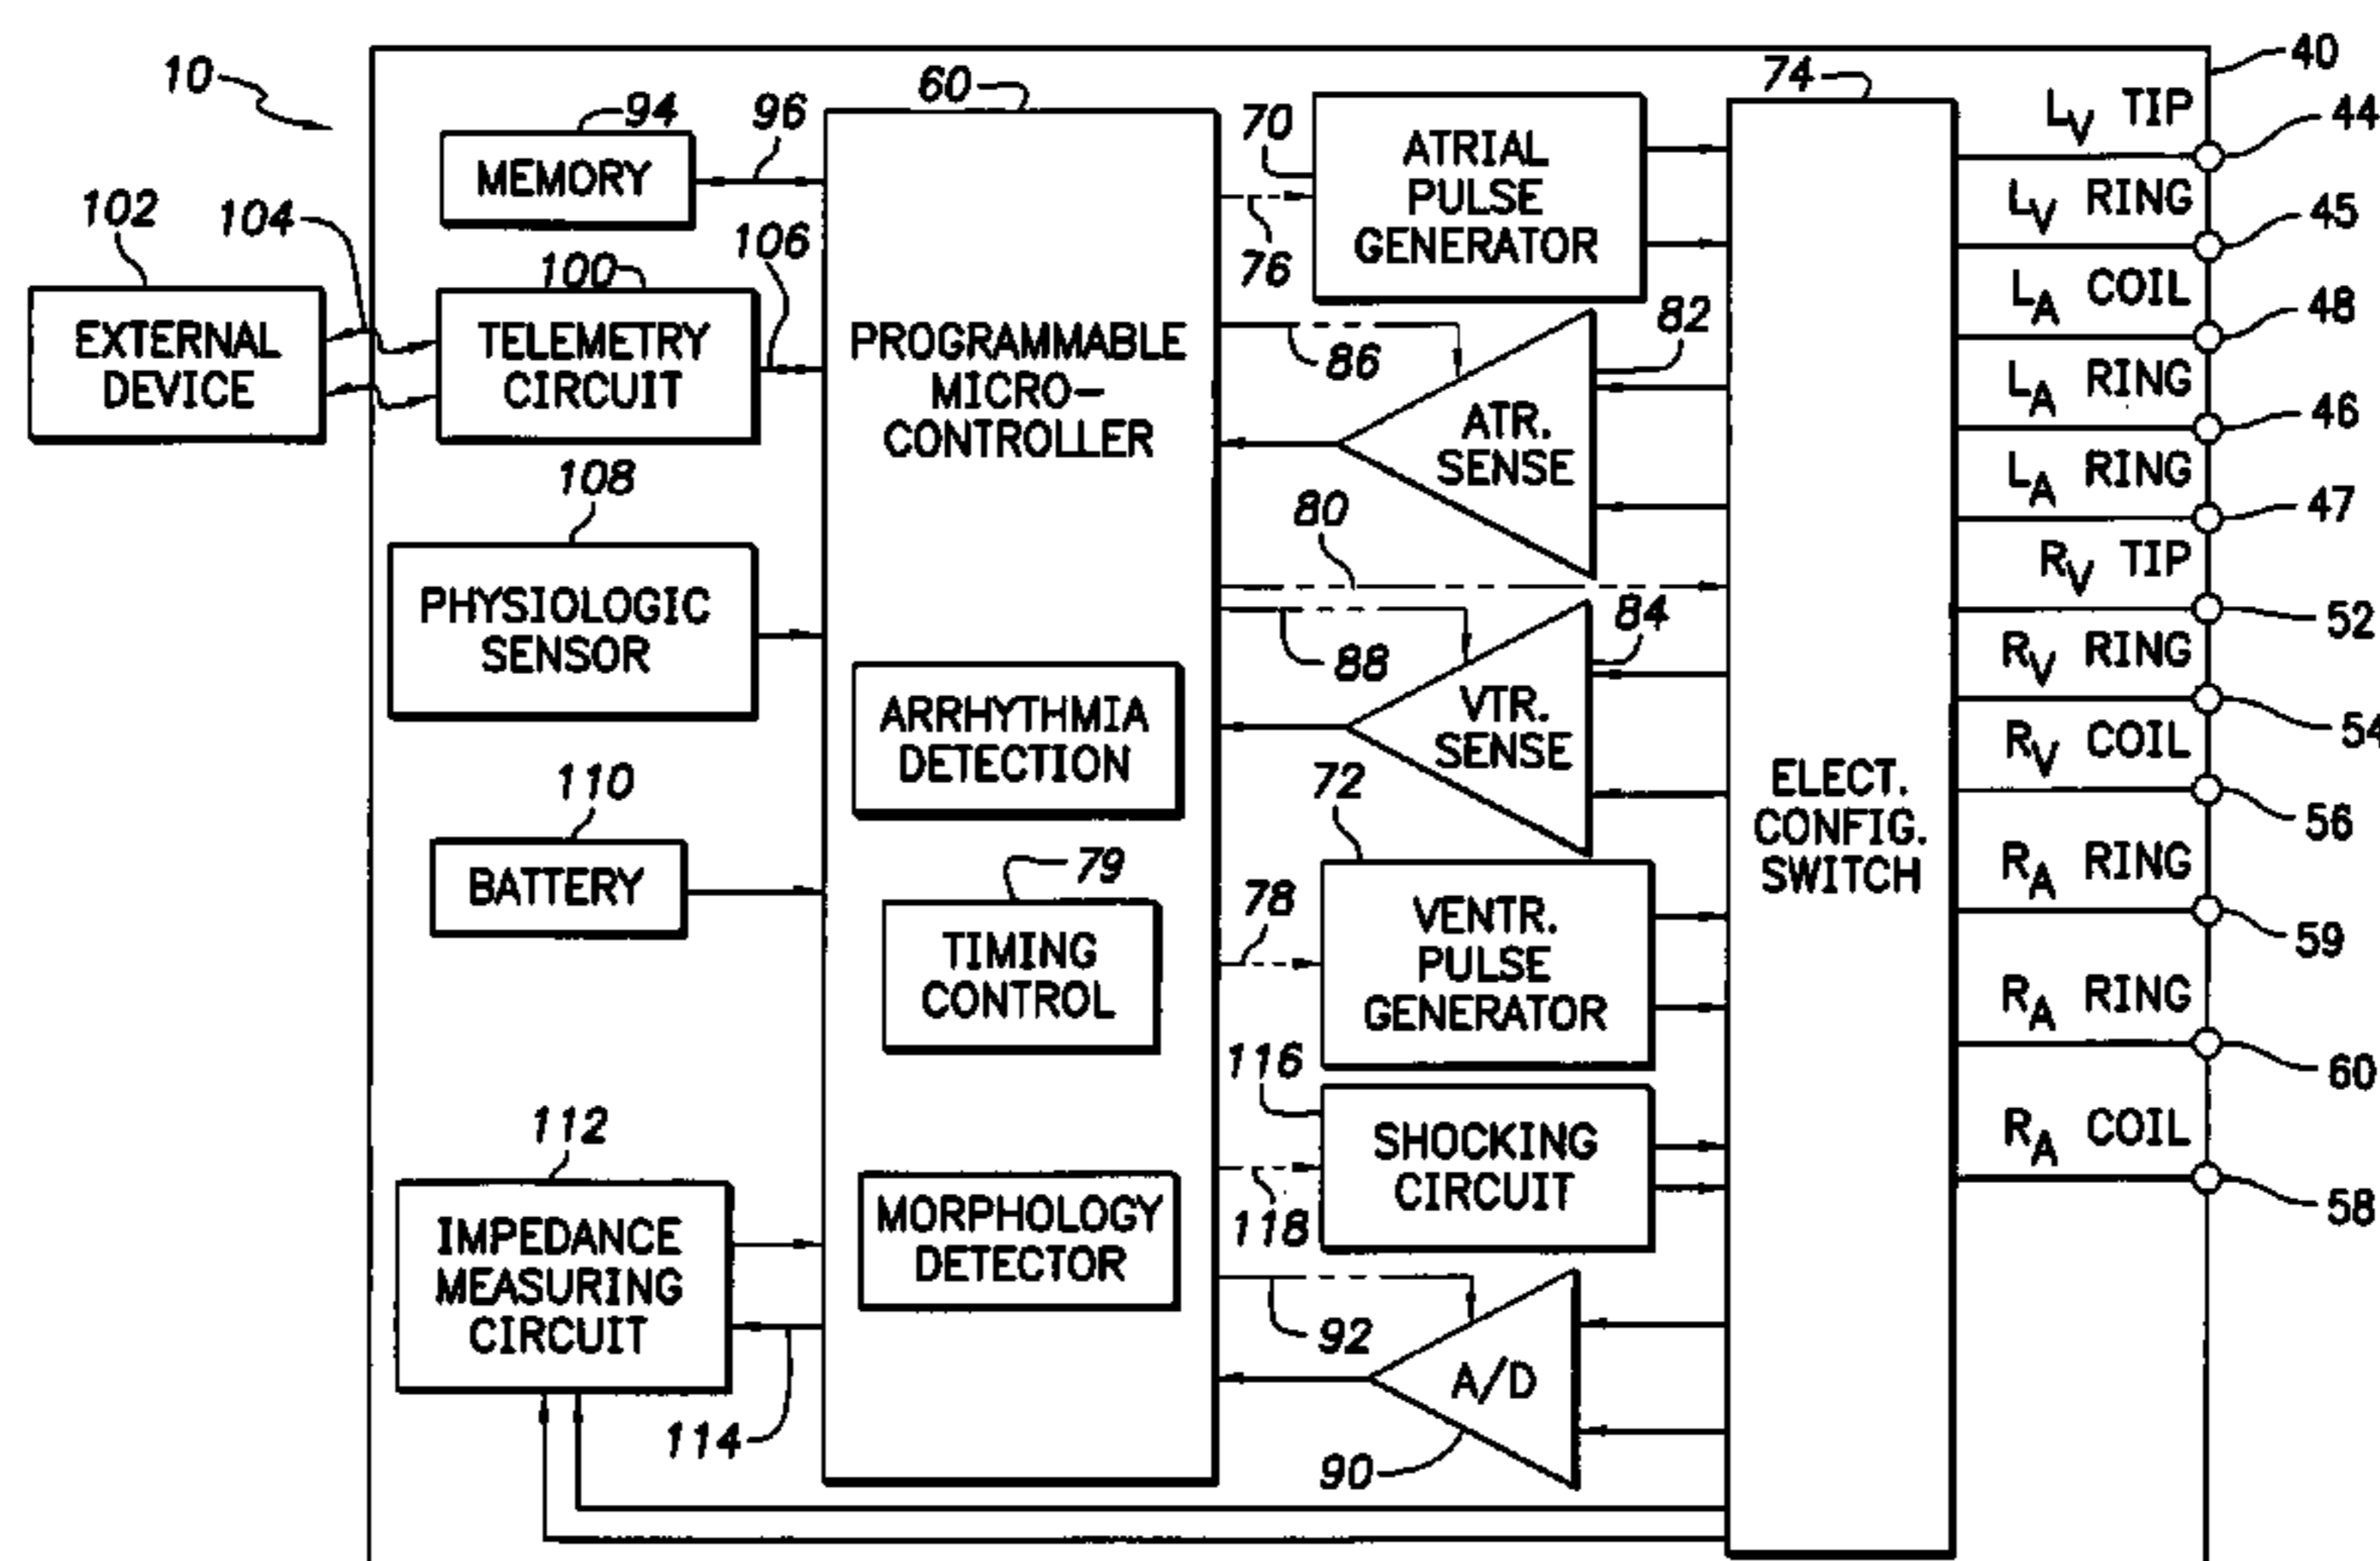 10
40
94
96
60
70
74
MEMORY
ATRIAL
PULSE
GENERATOR
76
LV TIP
44
LV RING
45
LA COIL
48
LA RING
46
LA RING
47
RV TIP
52
RV RING
54
RV COIL
56
RA RING
59
RA RING
60
RA COIL
58
102
104
100
106
EXTERNAL
DEVICE
TELEMETRY
CIRCUIT
PROGRAMMABLE
MICRO-
CONTROLLER
86
82
ATR.
SENSE
108
PHYSIOLOGIC
SENSOR
80
88
84
VTR.
SENSE
ARRHYTHMIA
DETECTION
110
BATTERY
79
TIMING
CONTROL
72
78
VENTR.
PULSE
GENERATOR
ELECT.
CONFIG.
SWITCH
116
SHOCKING
CIRCUIT
118
112
IMPEDANCE
MEASURING
CIRCUIT
114
MORPHOLOGY
DETECTOR
92
A/D
90